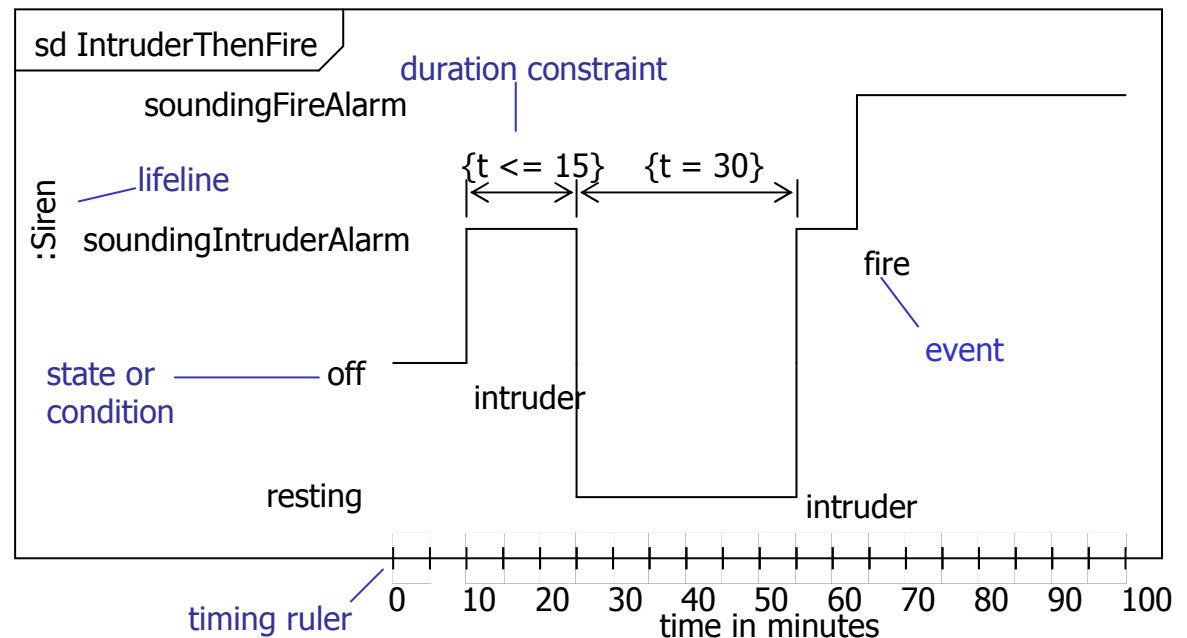 sd IntruderThenFire
duration constraint
soundingFireAlarm
{t <= 15}
{t = 30}
lifeline
:Siren
soundingIntruderAlarm
fire
event
state or
condition
off
intruder
resting
intruder
0 10 20 30 40 50 60 70 80 90 100
timing ruler
time in minutes